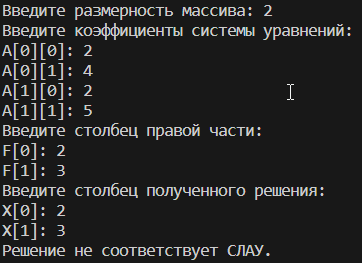 Введите размерность массива: 2
Введите коэффициенты системы уравнений:
A[0][0]: 2
A[0][1]: 4
A[1][0]: 2
A[1][1]: 5
Введите столбец правой части:
F[0]: 2
F[1]: 3
Введите столбец полученного решения:
X[0]: 2
X[1]: 3
Решение не соответствует СЛАУ.